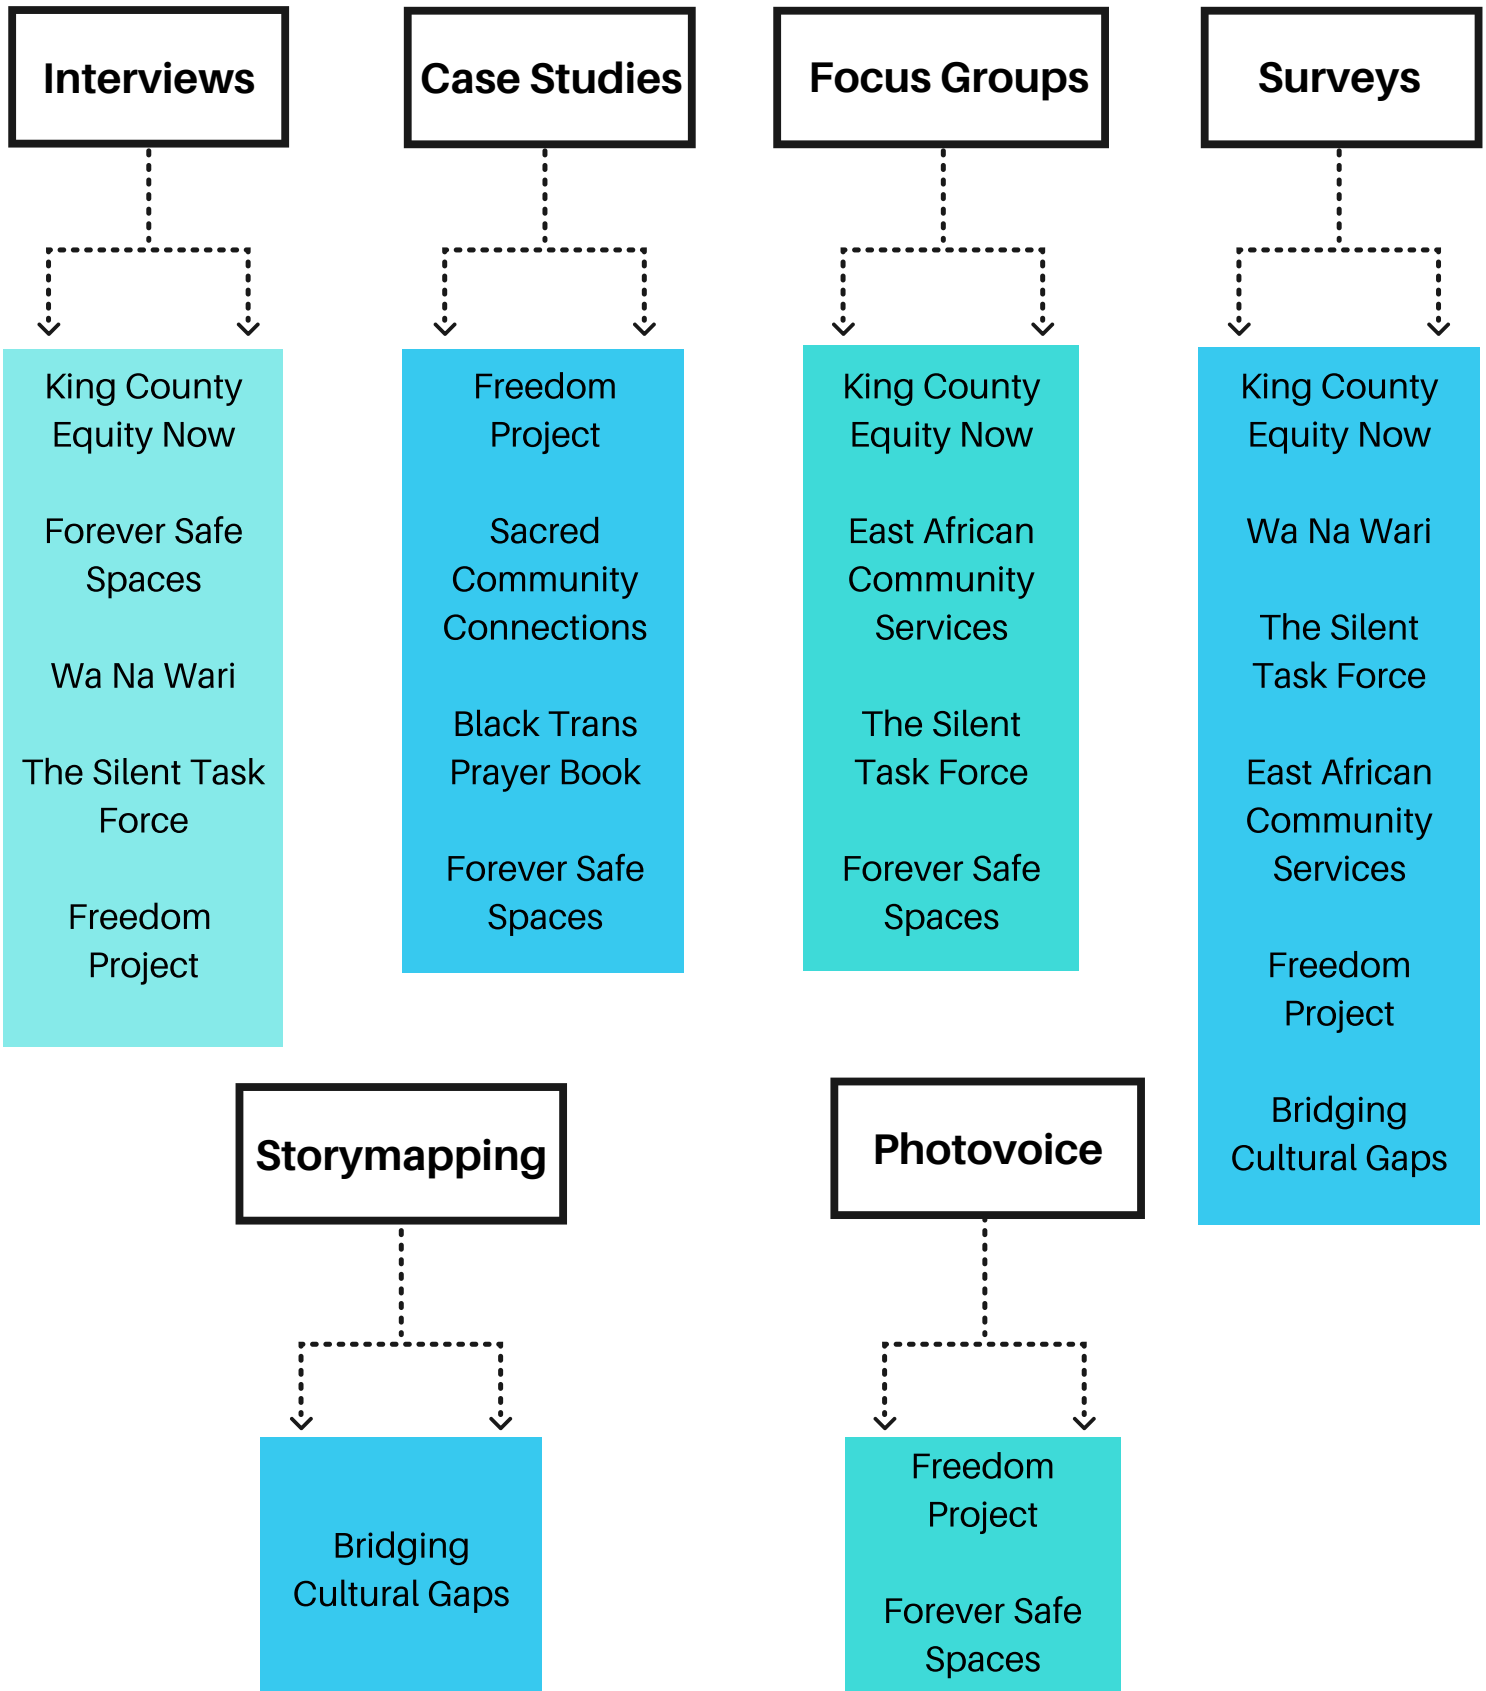 Interviews
King County
Equity Now
Forever Safe
Spaces
Wa Na Wari
The Silent Task
Force
Freedom
Project
Case Studies
Freedom
Project
Sacred
Community
Connections
Black Trans
Prayer Book
Forever Safe
Spaces
Focus Groups
King County
Equity Now
East African
Community
Services
The Silent
Task Force
Forever Safe
Spaces
Surveys
King County
Equity Now
Wa Na Wari
The Silent
Task Force
East African
Community
Services
Freedom
Project
Bridging
Cultural Gaps
Storymapping
Bridging
Cultural Gaps
Photovoice
Freedom
Project
Forever Safe
Spaces